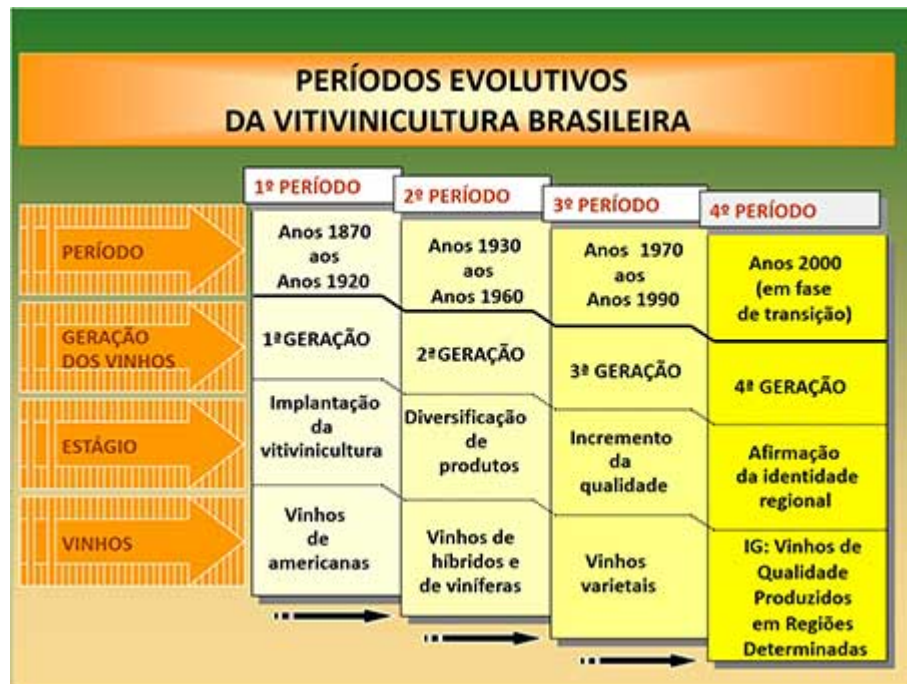 PERÍODOS EVOLUTIVOS
DA VITIVINICULTURA BRASILEIRA
1º PERÍODO
2º PERÍODO
3º PERÍODO
4º PERÍODO
PERÍODO
Anos 1870
aos
Anos 1920
Anos 1930
aos
Anos 1960
Anos 1970
aos
Anos 1990
Anos 2000
(em fase
de transição)
GERAÇÃO
DOS VINHOS
1ªGERAÇÃO
2ªGERAÇÃO
3ª GERAÇÃO
4ª GERAÇÃO
ESTÁGIO
Implantação
da
vitivinicultura
Diversificação
de
produtos
Incremento
da
qualidade
Afirmação
da identidade
regional
VINHOS
Vinhos
de
americanas
Vinhos de
híbridos e
de viníferas
Vinhos
varietais
IG: Vinhos de
Qualidade
Produzidos
em Regiões
Determinadas